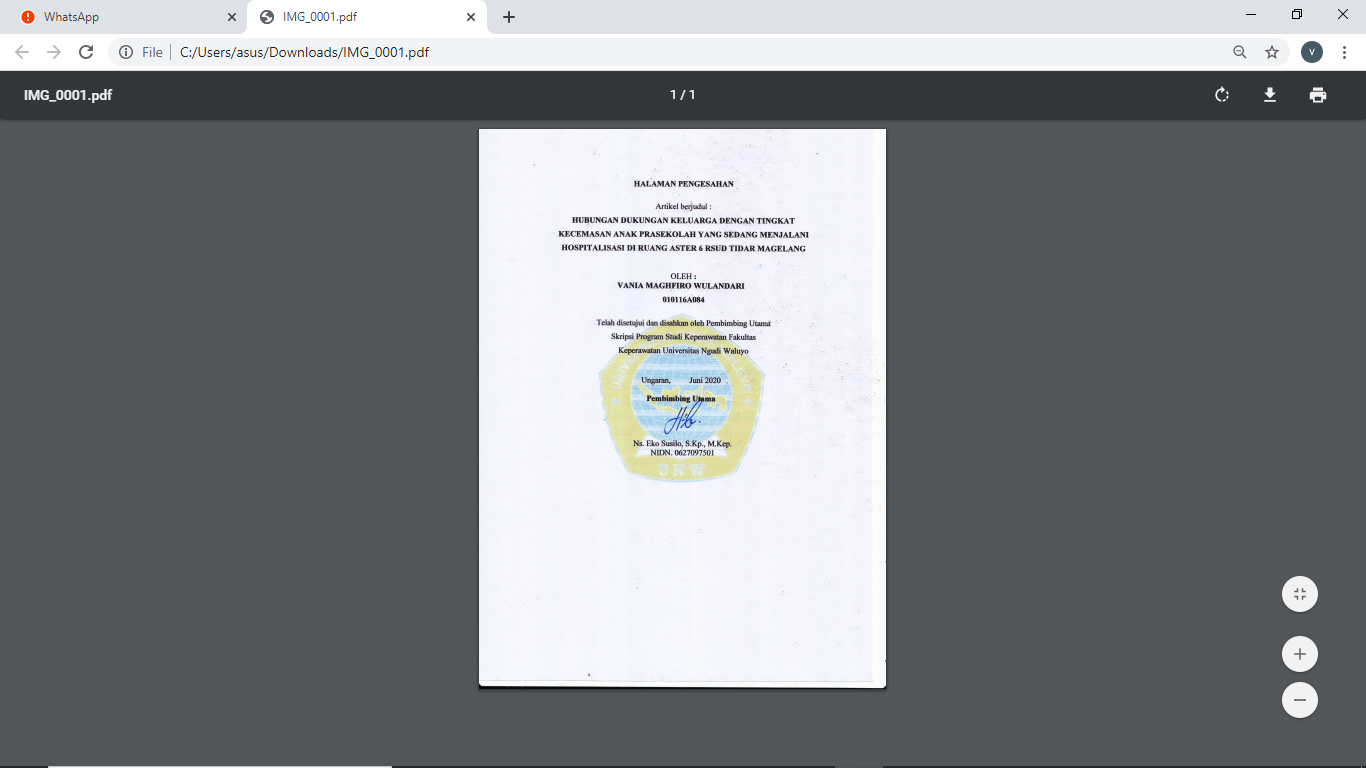 WhatsApp
IMG_0001.pdf
File
C:/Users/asus/Downloads/IMG_0001.pdf
V
IMG_0001.pdf
1 / 1
HALAMAN PENGESAHAN
Artikel berjudul :
HUBUNGAN DUKUNGAN KELUARGA DENGAN TINGKAT
KECEMASAN ANAK PRASEKOLAH YANG SEDANG MENJALANI
HOSPITALISASI DI RUANG ASTER 6 RSUD TIDAR MAGELANG
OLEH :
VANIA MAGHFIRO WULANDARI
010116A084
Telah disetujui dan disahkan oleh Pembimbing Utama
Skripsi Program Studi Keperawatan Fakultas
Keperawatan Universitas Ngudi Waluyo
Ungaran, Juni 2020
Pembimbing Utama
Ns. Eko Susilo, S.Kp., M.Kep.
NIDN. 0627097501
UNW